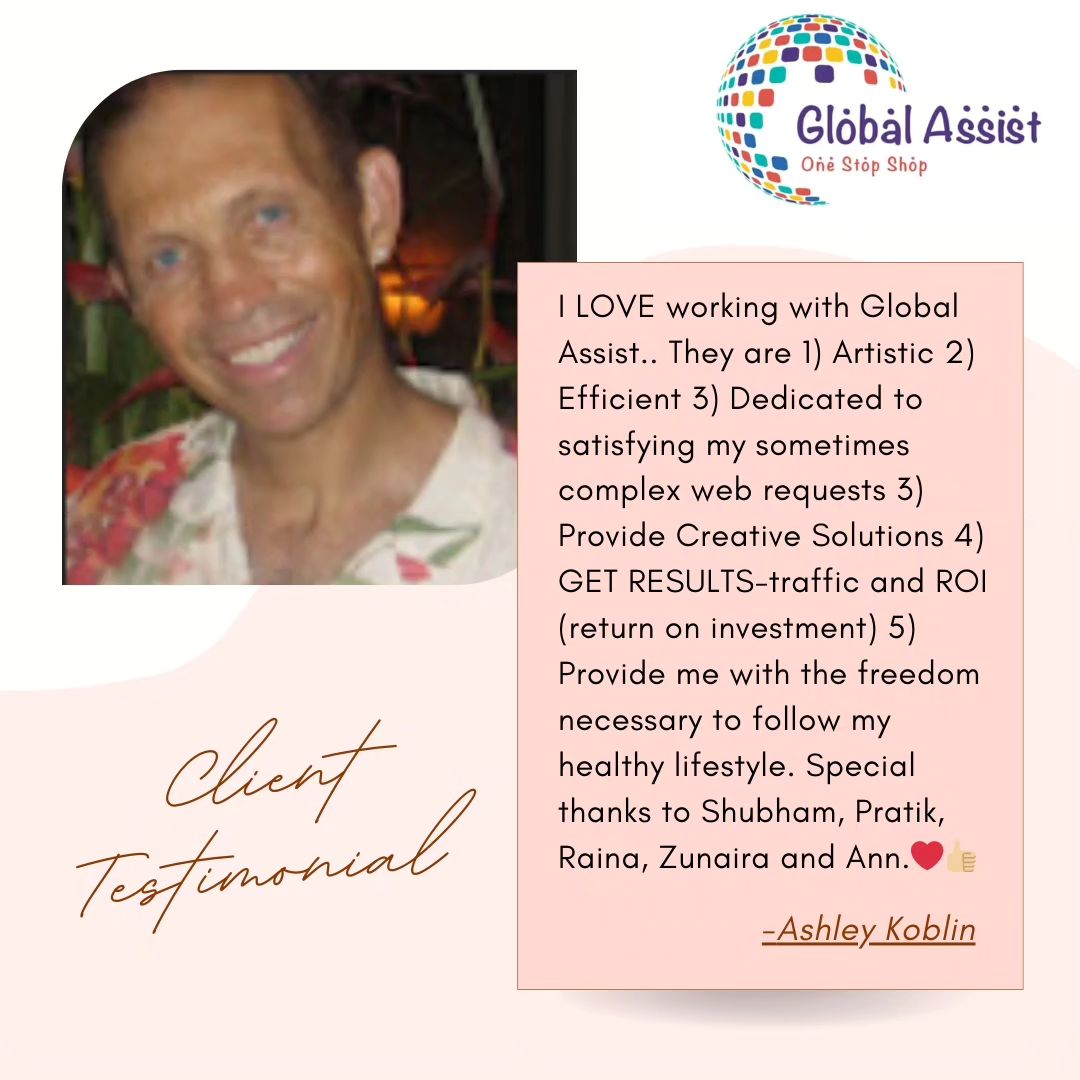 Global Assist
One Stop Shop
I LOVE working with Global
Assist.. They are 1) Artistic 2)
Efficient 3) Dedicated to
satisfying my sometimes
complex web requests 3)
Provide Creative Solutions 4)
GET RESULTS-traffic and ROI
(return on investment) 5)
Provide me with the freedom
necessary to follow my
healthy lifestyle. Special
thanks to Shubham, Pratik,
Raina, Zunaira and Ann.❤️👍🏼
-Ashley Koblin
Client
Testimonial